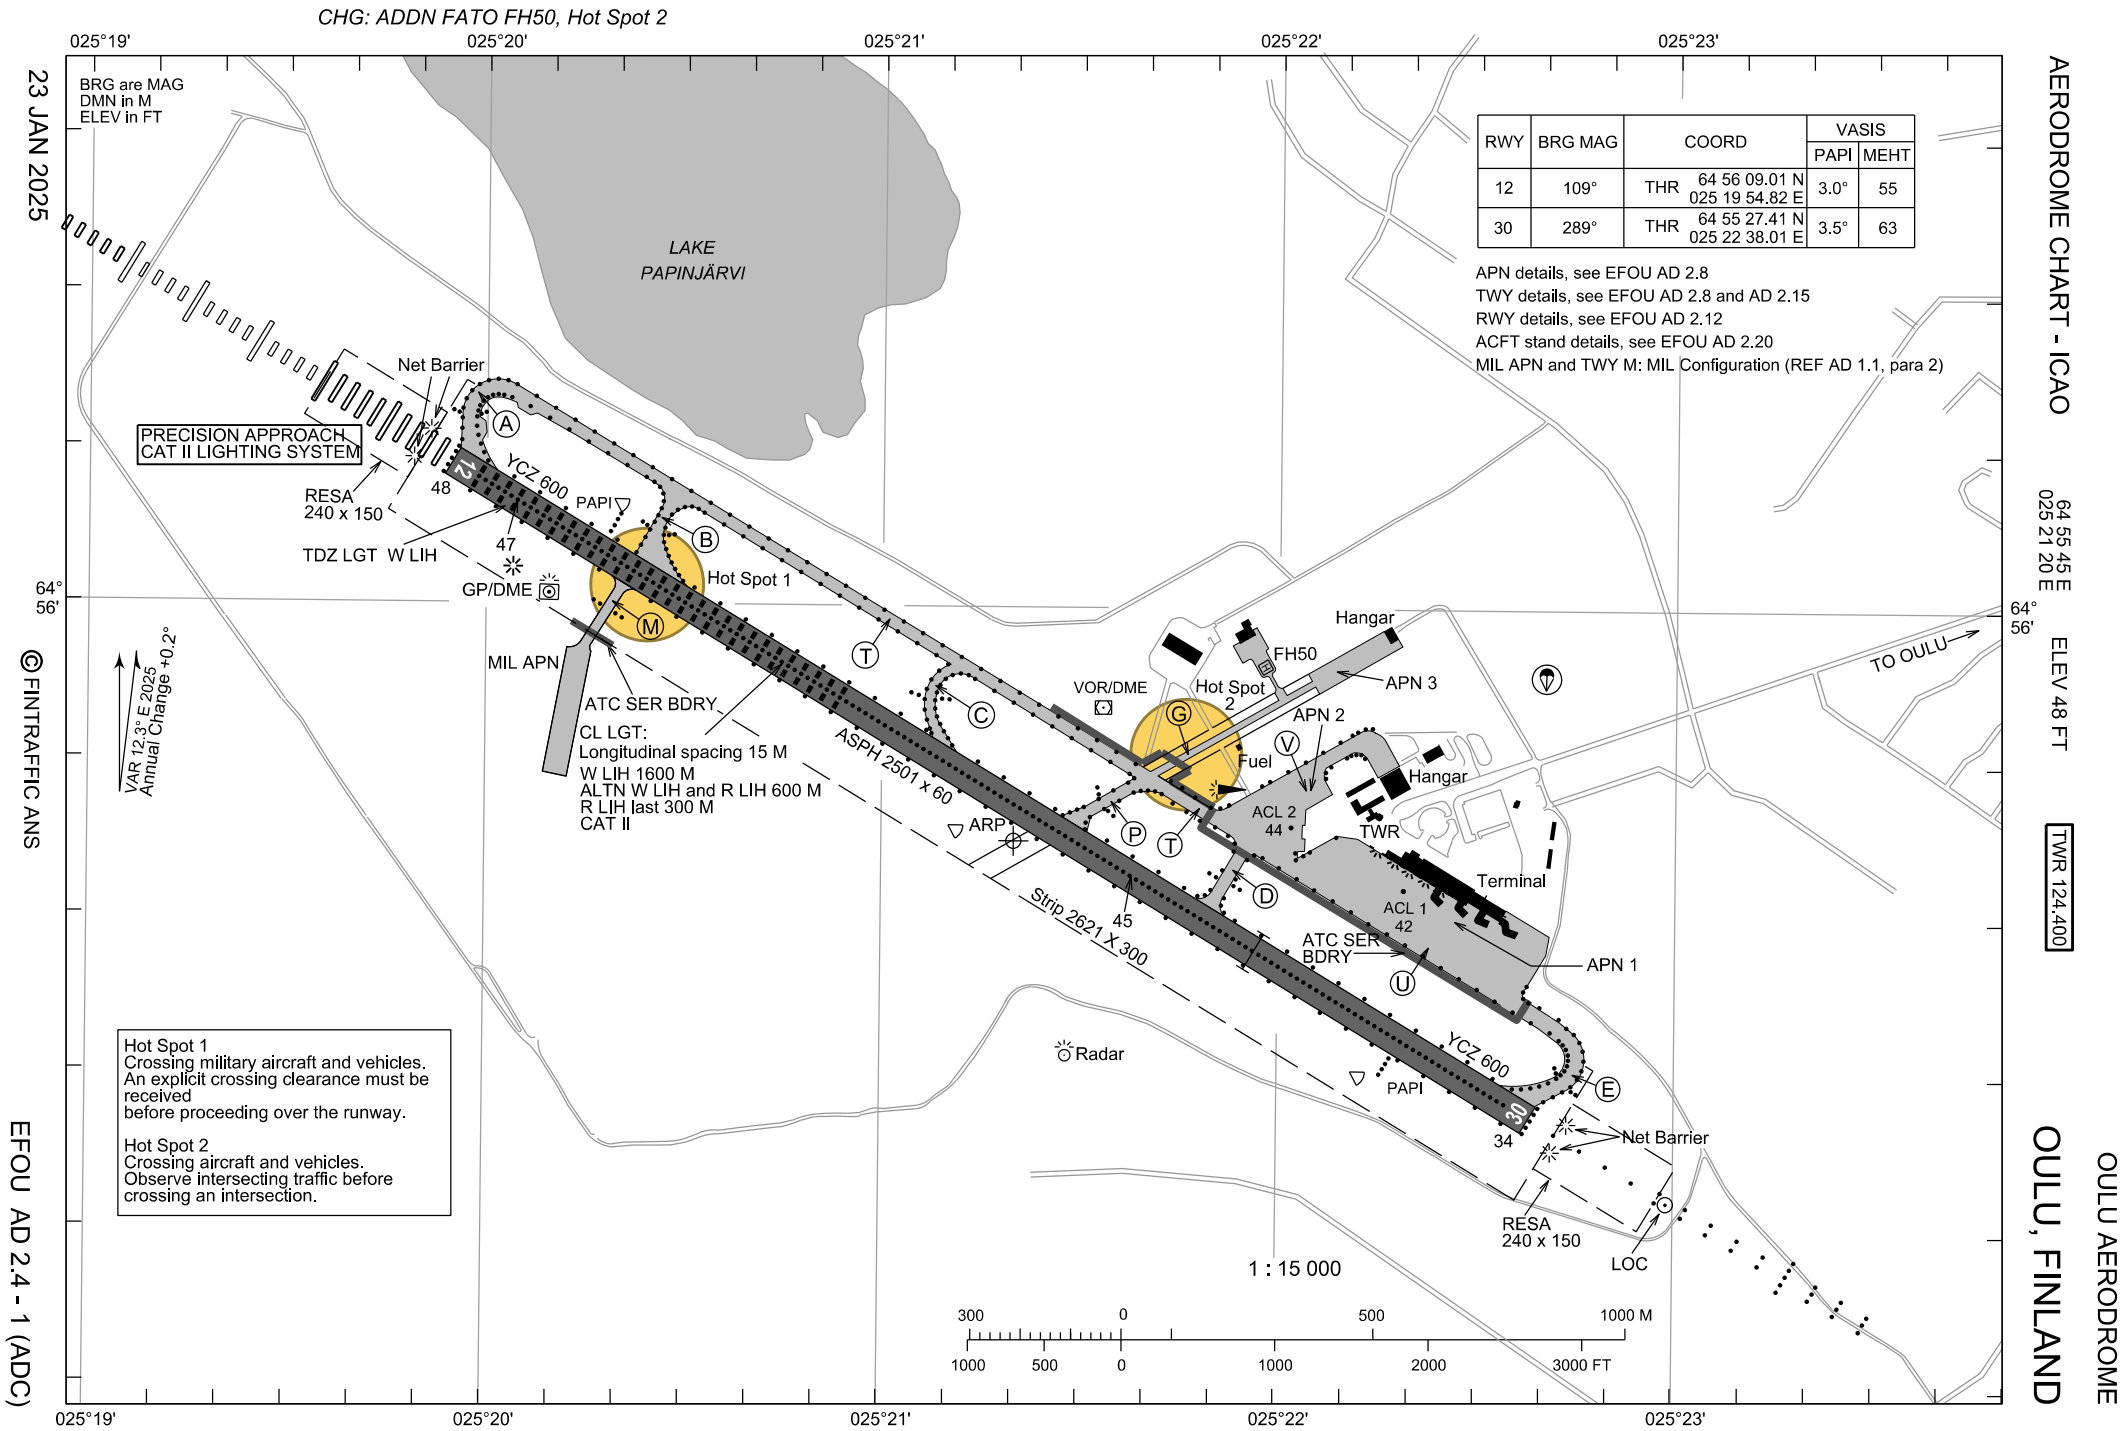 CHG: ADDN FATO FH50, Hot Spot 2
025°19'
025°20'
025°21'
025°22'
025°23'
BRG are MAG
DMN in M
ELEV in FT
23 JAN 2025
© FINTRAFFIC ANS
EFOU AD 2.4 - 1 (ADC)
AERODROME CHART - ICAO
64 55 45 E
025 21 20 E
ELEV 48 FT
TWR 124.400
OULU AERODROME
OULU, FINLAND
RWY BRG MAG COORD VASIS
PAPI MEHT
12 109° THR 64 56 09.01 N 025 19 54.82 E 3.0° 55
30 289° THR 64 55 27.41 N 025 22 38.01 E 3.5° 63
APN details, see EFOU AD 2.8
TWY details, see EFOU AD 2.8 and AD 2.15
RWY details, see EFOU AD 2.12
ACFT stand details, see EFOU AD 2.20
MIL APN and TWY M: MIL Configuration (REF AD 1.1, para 2)
LAKE
PAPINJÄRVI
Net Barrier
PRECISION APPROACH
CAT II LIGHTING SYSTEM
RESA
240 x 150
TDZ LGT W LIH
48
12
47
A
YCZ 600
PAPI
B
Hot Spot 1
GP/DME
M
MIL APN
ATC SER BDRY
CL LGT:
Longitudinal spacing 15 M
W LIH 1600 M
ALTN W LIH and R LIH 600 M
R LIH last 300 M
CAT II
64°
56'
64°
56'
VAR 12.3° E 2025
Annual Change +0.2°
T
C
ASPH 2501 x 60
ARP
VOR/DME
Hangar
FH50
H
Hot Spot
2
APN 3
G
APN 2
V
Fuel
Hangar
TO OULU
ACL 2
44
TWR
P
T
D
Terminal
ACL 1
42
45
Strip 2621 X 300
ATC SER
BDRY
U
APN 1
Radar
YCZ 600
PAPI
E
30
34
Net Barrier
RESA
240 x 150
LOC
Hot Spot 1
Crossing military aircraft and vehicles.
An explicit crossing clearance must be
received
before proceeding over the runway.
Hot Spot 2
Crossing aircraft and vehicles.
Observe intersecting traffic before
crossing an intersection.
1 : 15 000
300 0 500 1000 M
1000 500 0 1000 2000 3000 FT
025°19'
025°20'
025°21'
025°22'
025°23'